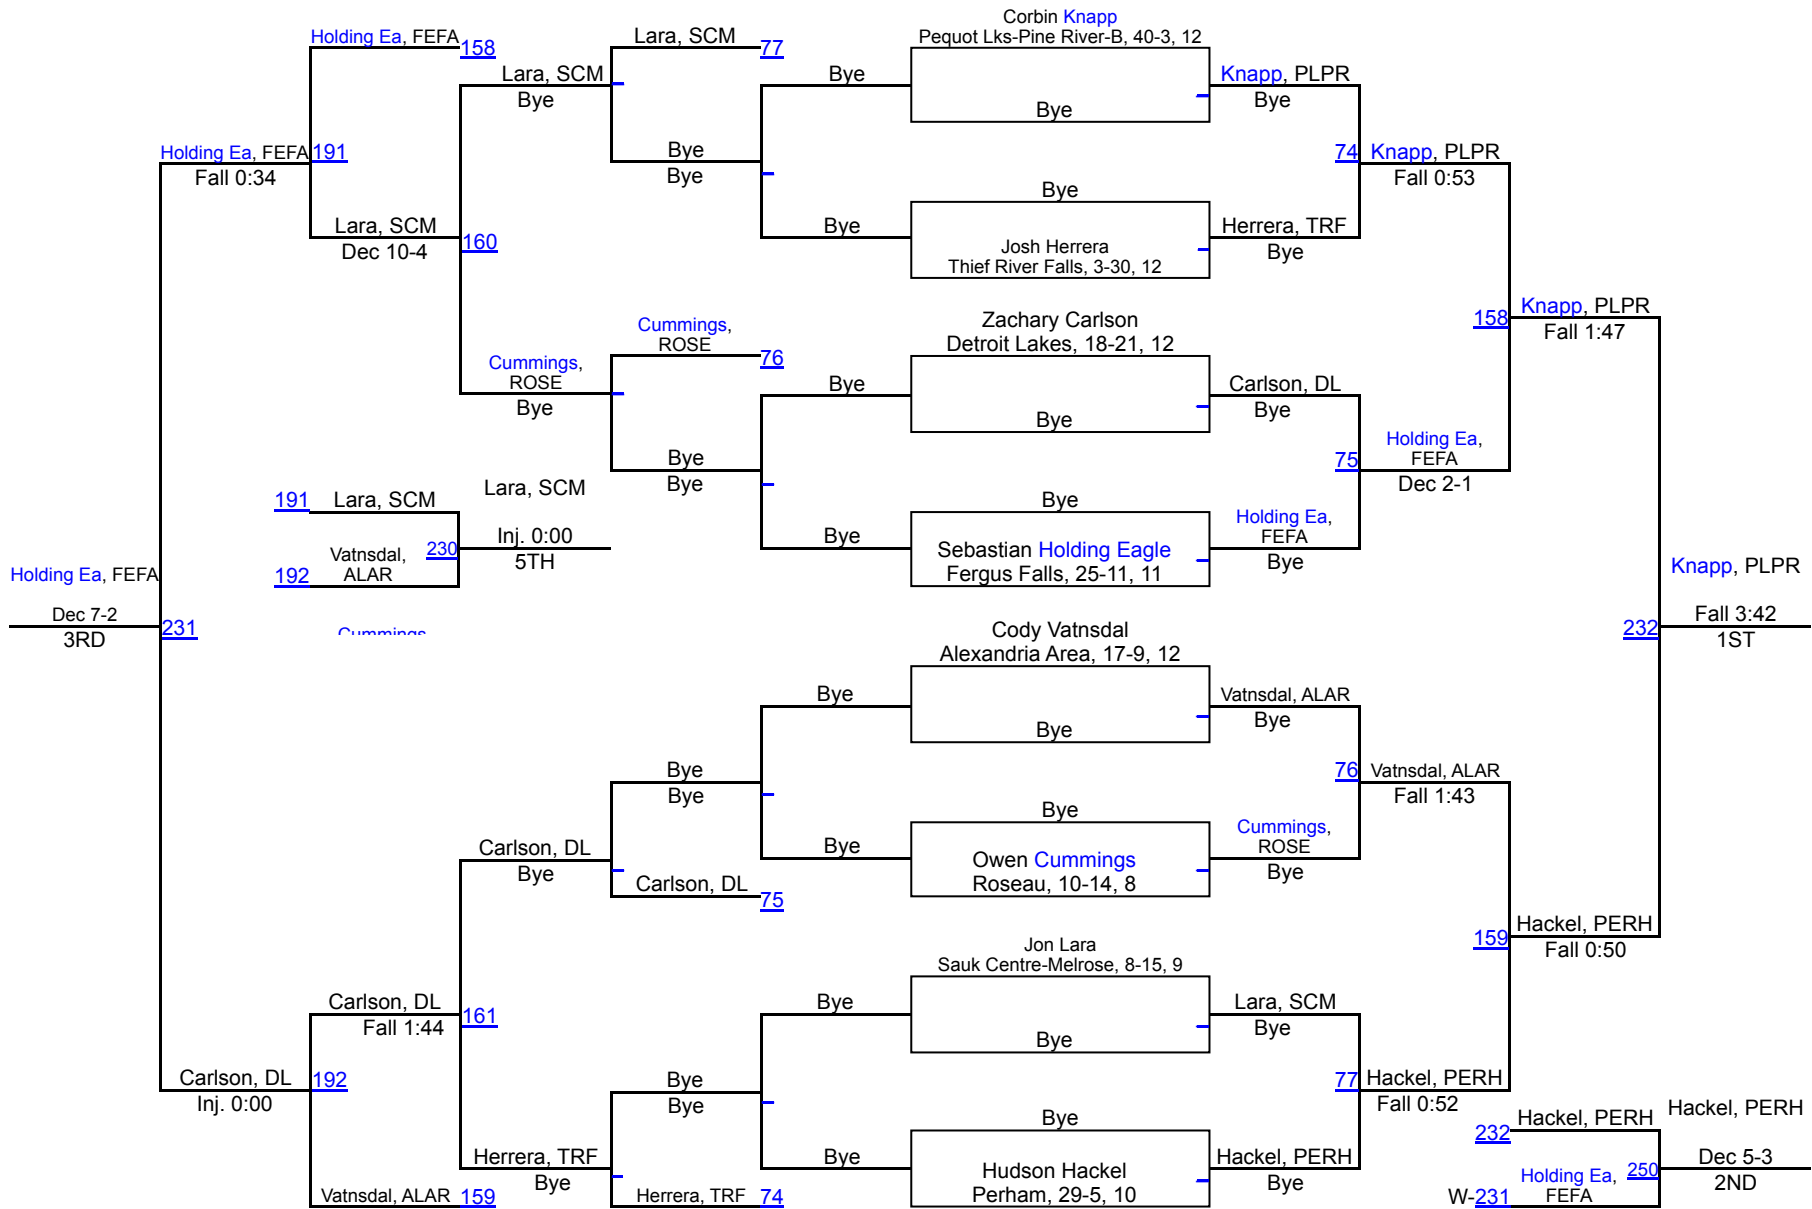 Corbin Knapp
Pequot Lks-Pine River-B, 40-3, 12
Holding Ea, FEFA
158
Lara, SCM
77
Lara, SCM
Bye
Bye
Bye
Knapp, PLPR
Bye
Holding Ea, FEFA
191
Fall 0:34
Bye
Bye
74
Knapp, PLPR
Fall 0:53
Bye
Lara, SCM
160
Dec 10-4
Bye
Josh Herrera
Thief River Falls, 3-30, 12
Herrera, TRF
Bye
Cummings,
ROSE
76
Zachary Carlson
Detroit Lakes, 18-21, 12
158
Knapp, PLPR
Fall 1:47
Cummings,
ROSE
Bye
Bye
Bye
Carlson, DL
Bye
Bye
Bye
75
Holding Ea,
FEFA
Dec 2-1
191
Lara, SCM
Lara, SCM
Bye
Vatnsdal,
ALAR
230
192
Inj. 0:00
5TH
Bye
Sebastian Holding Eagle
Fergus Falls, 25-11, 11
Holding Ea,
FEFA
Bye
Holding Ea, FEFA
Dec 7-2
3RD
231
Cummings,
Cody Vatnsdal
Alexandria Area, 17-9, 12
232
Knapp, PLPR
Fall 3:42
1ST
Bye
Bye
Vatnsdal, ALAR
Bye
Bye
Bye
76
Vatnsdal, ALAR
Fall 1:43
Bye
Carlson, DL
Bye
Bye
Owen Cummings
Roseau, 10-14, 8
Cummings,
ROSE
Bye
Carlson, DL
75
Jon Lara
Sauk Centre-Melrose, 8-15, 9
159
Hackel, PERH
Fall 0:50
Carlson, DL
161
Fall 1:44
Bye
Bye
Lara, SCM
Bye
Carlson, DL
192
Inj. 0:00
Bye
Bye
77
Hackel, PERH
Fall 0:52
Bye
Herrera, TRF
Bye
Bye
Hudson Hackel
Perham, 29-5, 10
Hackel, PERH
Bye
Vatnsdal, ALAR
159
Herrera, TRF
74
232
Hackel, PERH
Hackel, PERH
W-231
Holding Ea,
FEFA
250
Dec 5-3
2ND